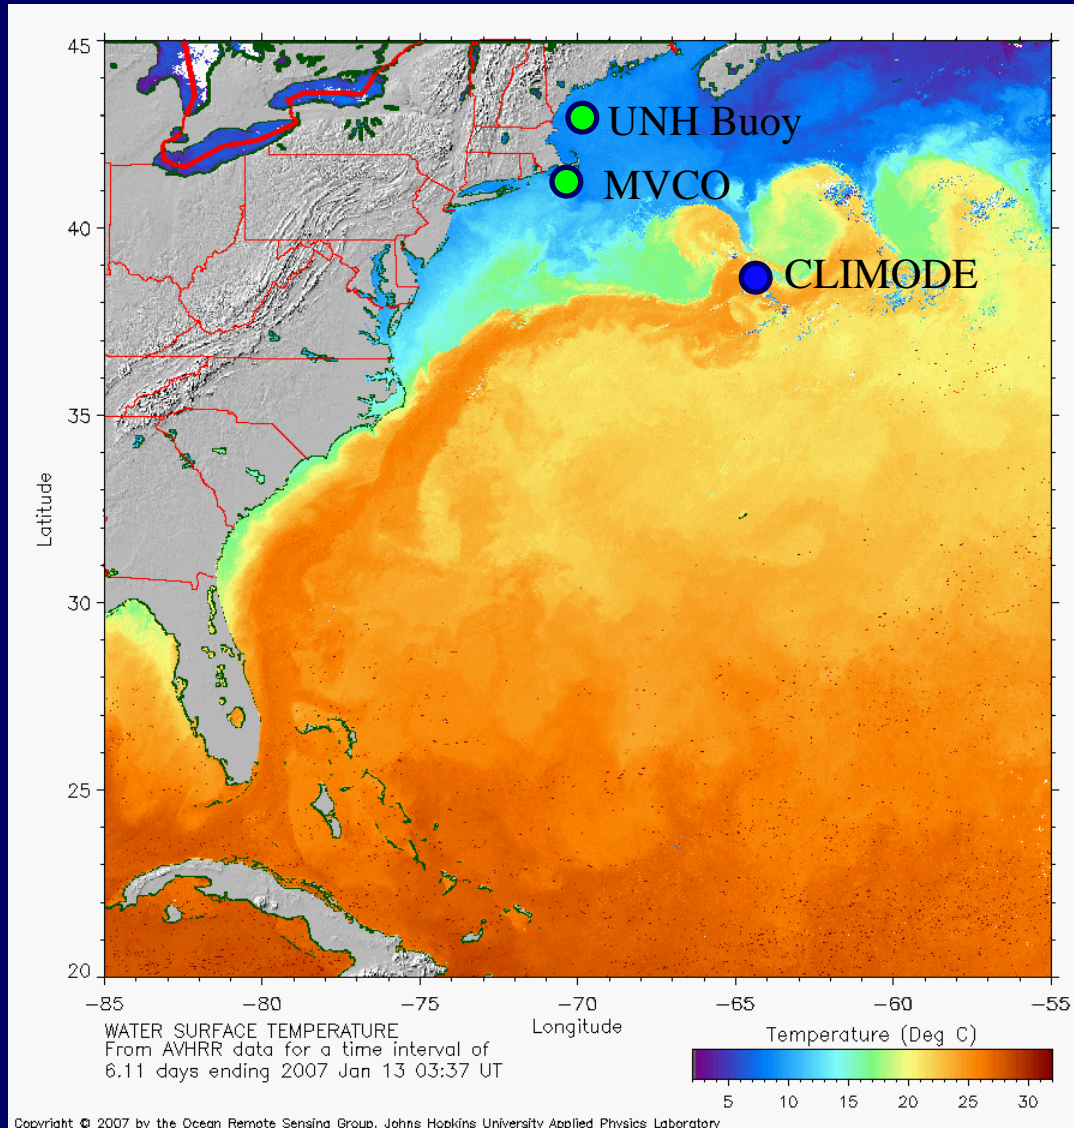 45
UNH Buoy
MVCO
40
CLIMODE
35
Latitude
30
25
20
-85 -80 -75 -70 -65 -60 -55
Longitude
WATER SURFACE TEMPERATURE
From AVHRR data for a time interval of
6.11 days ending 2007 Jan 13 03:37 UT
Temperature (Deg C)
5 10 15 20 25 30
Copyright © 2007 by the Ocean Remote Sensing Group, Johns Hopkins University Applied Physics Laboratory